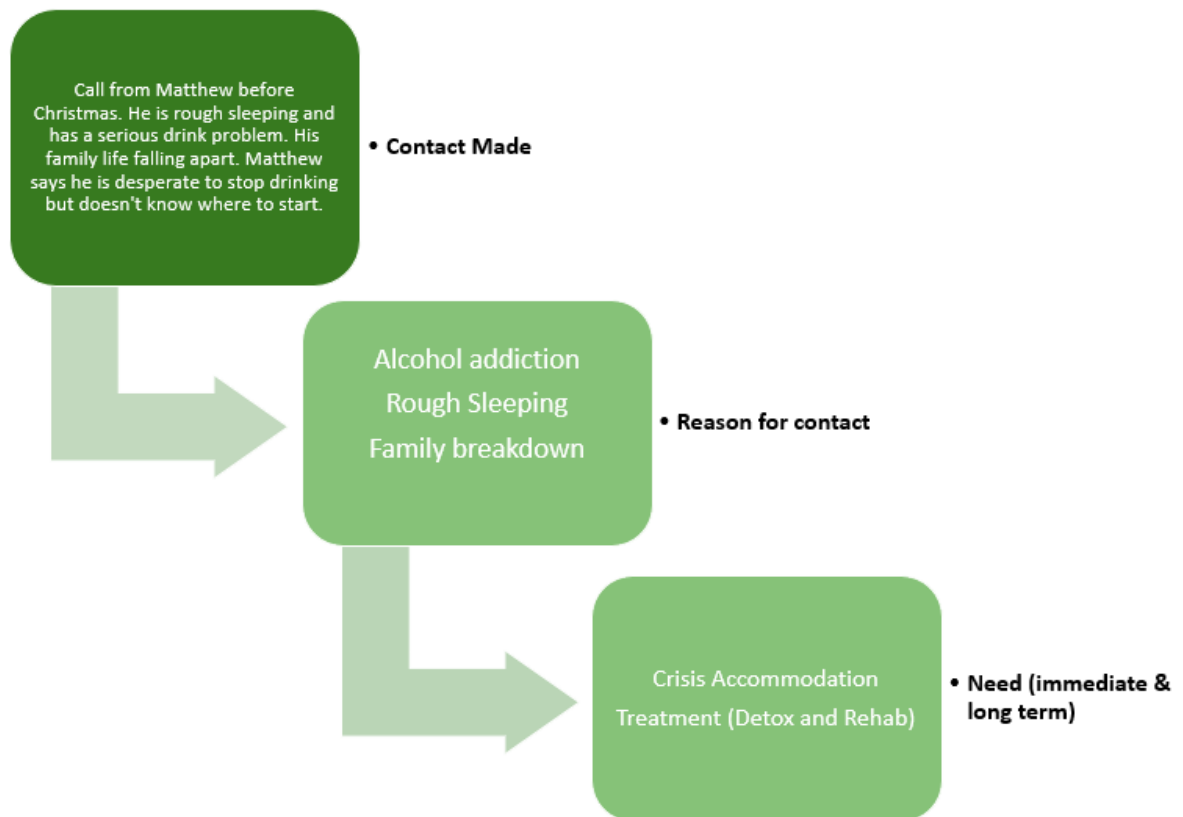 Call from Matthew before
Christmas. He is rough sleeping and
has a serious drink problem. His
family life falling apart. Matthew
says he is desperate to stop drinking
but doesn't know where to start.
• Contact Made
Alcohol addiction
Rough Sleeping
Family breakdown
• Reason for contact
Crisis Accommodation
Treatment (Detox and Rehab)
• Need (immediate &
long term)